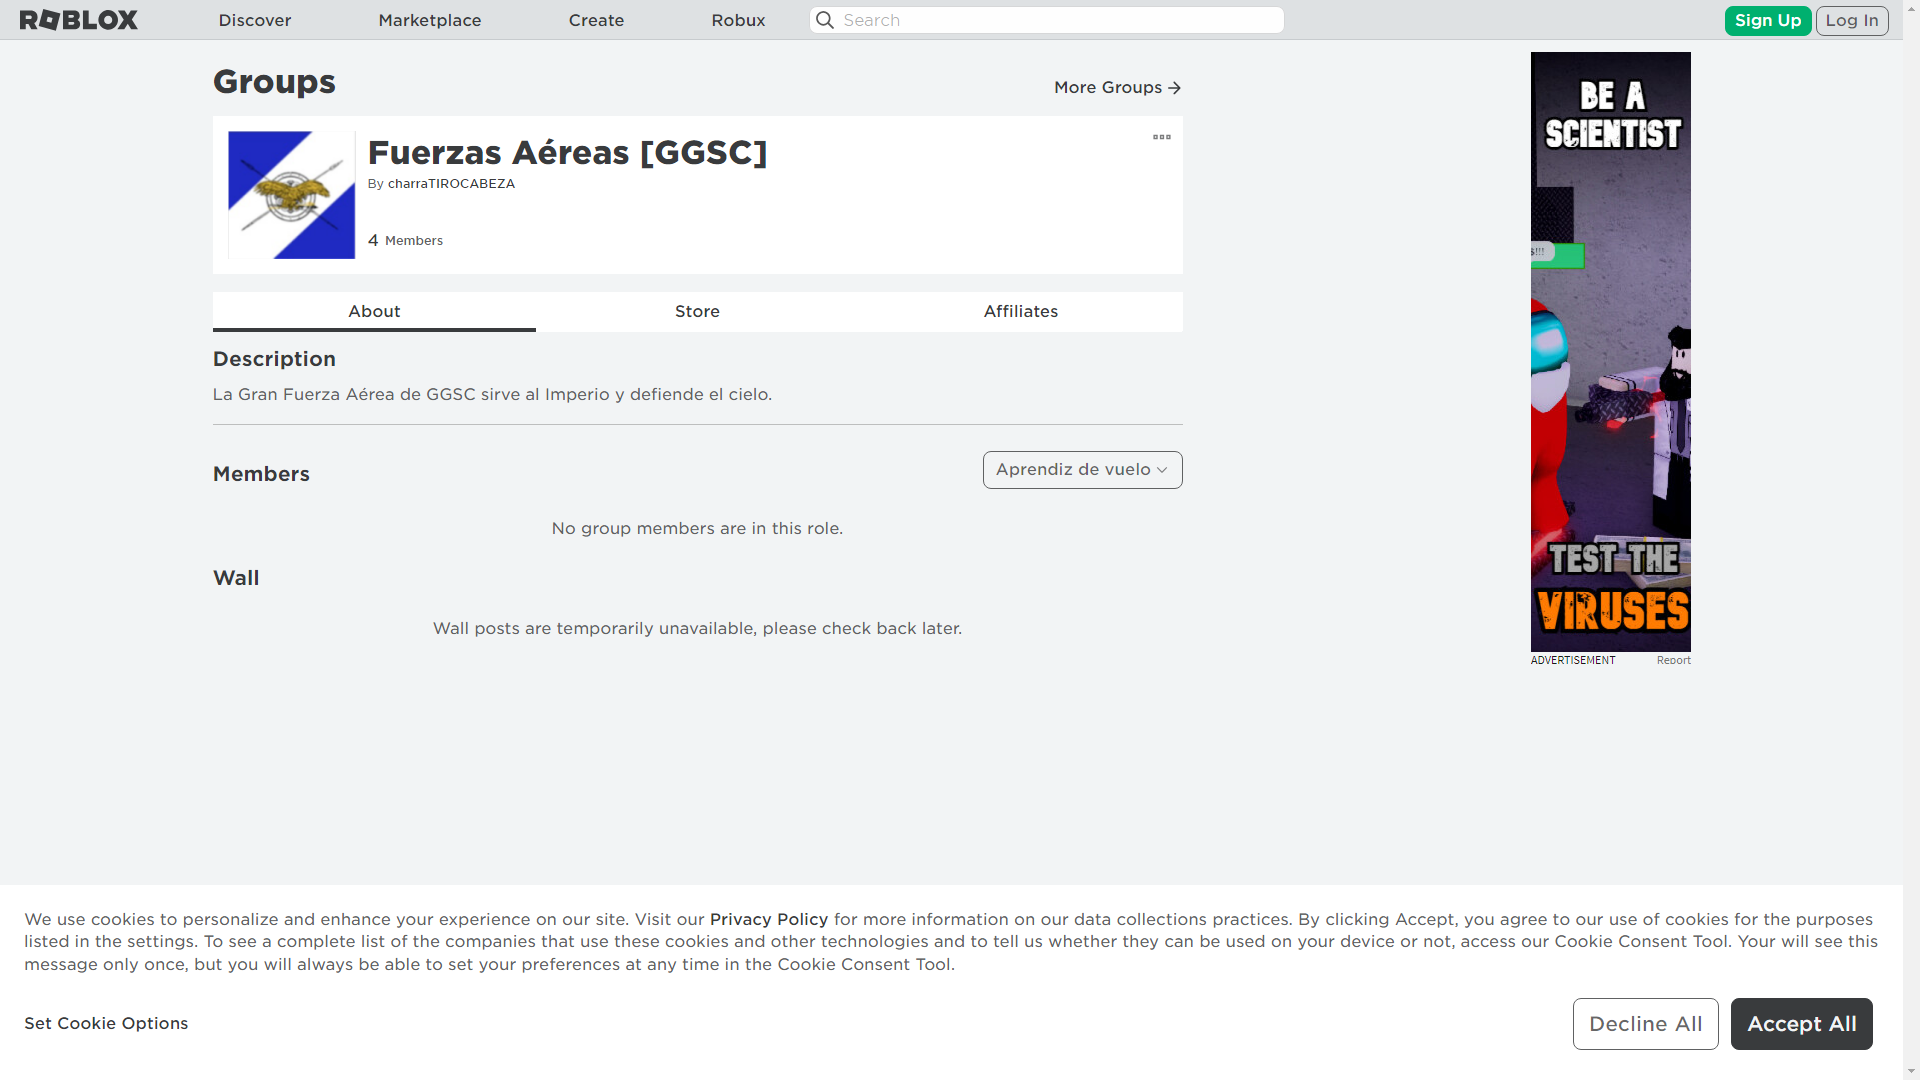 ROBLOX
Discover
Marketplace
Create
Robux
Search
Sign Up
Log In
Groups
More Groups
Fuerzas Aéreas [GGSC]
By charraTIROCABEZA
4 Members
About
Store
Affiliates
Description
La Gran Fuerza Aérea de GGSC sirve al Imperio y defiende el cielo.
Members
Aprendiz de vuelo
No group members are in this role.
Wall
Wall posts are temporarily unavailable, please check back later.
BE A
SCIENTIST
TEST THE
VIRUSES
ADVERTISEMENT
Report
We use cookies to personalize and enhance your experience on our site. Visit our Privacy Policy for more information on our data collections practices. By clicking Accept, you agree to our use of cookies for the purposes
listed in the settings. To see a complete list of the companies that use these cookies and other technologies and to tell us whether they can be used on your device or not, access our Cookie Consent Tool. Your will see this
message only once, but you will always be able to set your preferences at any time in the Cookie Consent Tool.
Set Cookie Options
Decline All
Accept All